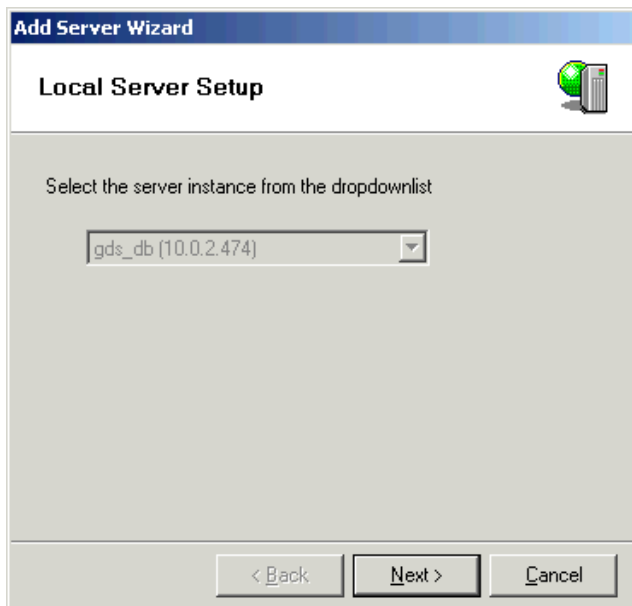 Add Server Wizard
Local Server Setup
Select the server instance from the dropdownlist
gds_db (10.0.2.474)
< Back Next > Cancel